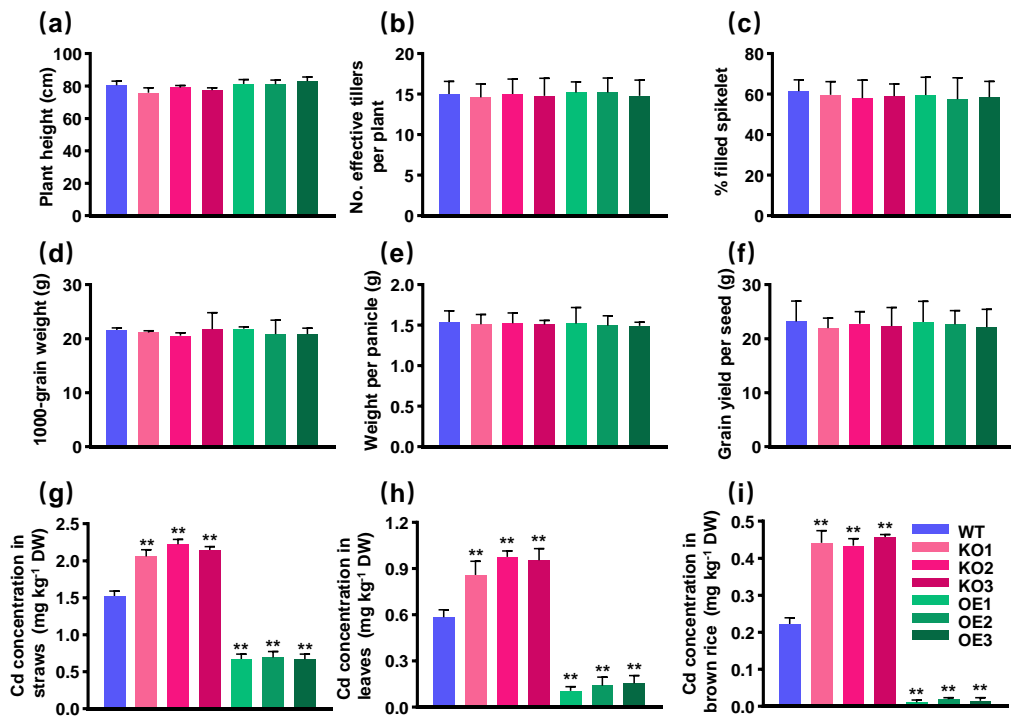 (a)
Plant height (cm)
100
80
60
40
20
0
(b)
No. effective tillers
per plant
20
15
10
5
0
(c)
% filled spikelet
80
60
40
20
0
(d)
1000-grain weight (g)
30
20
10
0
(e)
Weight per panicle (g)
2.0
1.5
1.0
0.5
0.0
(f)
Grain yield per seed (g)
30
20
10
0
(g)
Cd concentration in
straws (mg kg⁻¹ DW)
2.5
2.0
1.5
1.0
0.5
0.0
** ** **
** ** **
(h)
Cd concentration in
leaves (mg kg⁻¹ DW)
1.2
0.9
0.6
0.3
0.0
** ** **
** ** **
(i)
Cd concentration in
brown rice (mg kg⁻¹ DW)
0.5
0.4
0.3
0.2
0.1
0.0
** ** **
** ** **
WT
KO1
KO2
KO3
OE1
OE2
OE3